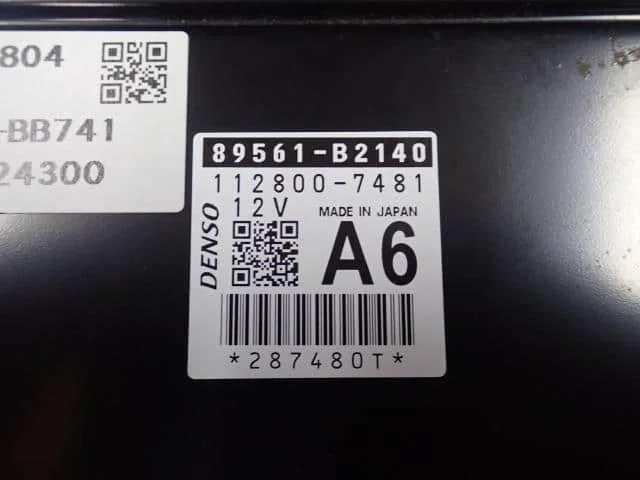 804
-BB741
24300
89561-B2140
112800-7481
12V
MADE IN JAPAN
DENSO
A6
*287480T*